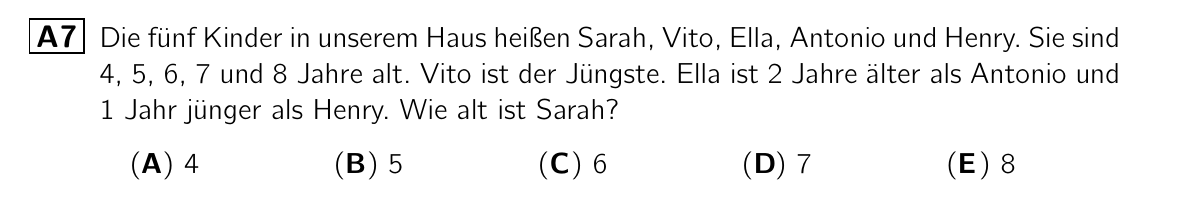 A7 Die fünf Kinder in unserem Haus heißen Sarah, Vito, Ella, Antonio und Henry. Sie sind
4, 5, 6, 7 und 8 Jahre alt. Vito ist der Jüngste. Ella ist 2 Jahre älter als Antonio und
1 Jahr jünger als Henry. Wie alt ist Sarah?
(A) 4 (B) 5 (C) 6 (D) 7 (E) 8